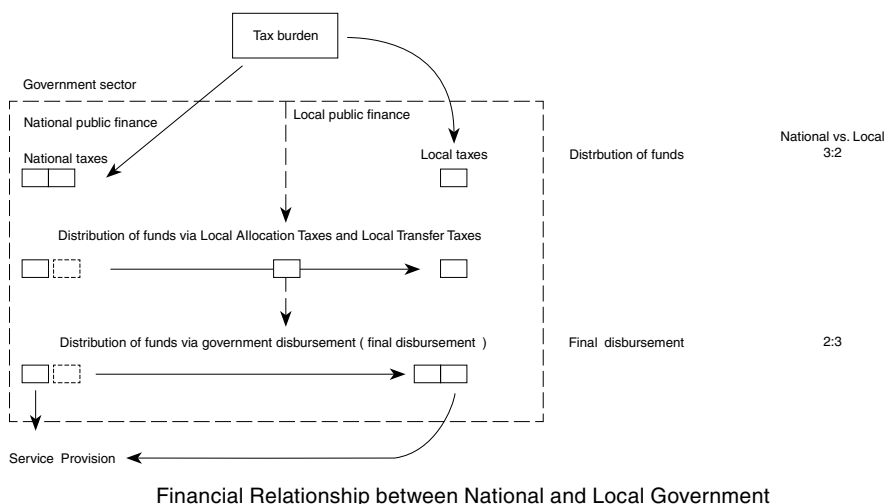 Tax burden
Government sector
National public finance
Local public finance
National vs. Local
National taxes
Local taxes
Distrbution of funds
3:2
Distribution of funds via Local Allocation Taxes and Local Transfer Taxes
Distribution of funds via government disbursement ( final disbursement )
Final disbursement
2:3
Service Provision
Financial Relationship between National and Local Government